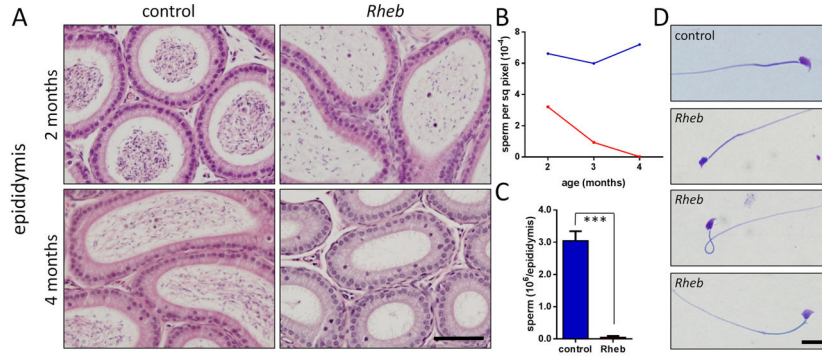 A
control
Rheb
2 months
epididymis
4 months
B
sperm per sq pixel (10⁻⁴)
8
6
4
2
0
2
3
4
age (months)
C
sperm (10⁶/epididymis)
4.0
3.0
2.0
1.0
0.0
***
control
Rheb
D
control
Rheb
Rheb
Rheb